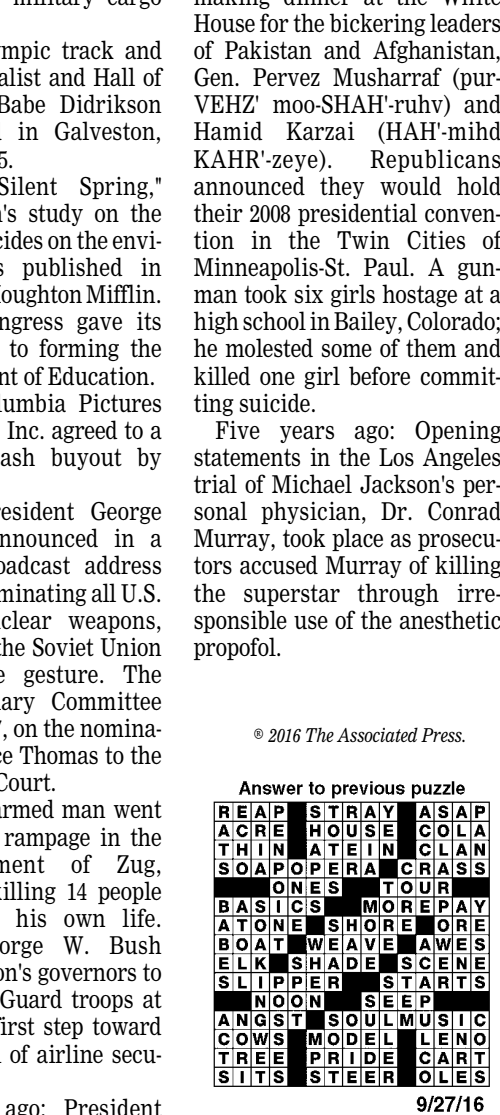 military cargo
ympic track and
alist and Hall of
Babe Didrikson
in Galveston,
5.
Silent Spring,"
n's study on the
cides on the envi-
s published in
Houghton Mifflin.
ngress gave its
to forming the
nt of Education.
lumbia Pictures
Inc. agreed to a
ash buyout by
resident George
nnounced in a
oadcast address
minating all U.S.
clear weapons,
the Soviet Union
e gesture. The
iary Committee
7, on the nomina-
ce Thomas to the
Court.
armed man went
rampage in the
ment of Zug,
killing 14 people
his own life.
orge W. Bush
on's governors to
Guard troops at
first step toward
l of airline secu-
ago: President
making dinner at the White
House for the bickering leaders
of Pakistan and Afghanistan,
Gen. Pervez Musharraf (pur-
VEHZ' moo-SHAH'-ruhv) and
Hamid Karzai (HAH'-mihd
KAHR'-zeye). Republicans
announced they would hold
their 2008 presidential conven-
tion in the Twin Cities of
Minneapolis-St. Paul. A gun-
man took six girls hostage at a
high school in Bailey, Colorado;
he molested some of them and
killed one girl before commit-
ting suicide.
Five years ago: Opening
statements in the Los Angeles
trial of Michael Jackson's per-
sonal physician, Dr. Conrad
Murray, took place as prosecu-
tors accused Murray of killing
the superstar through irre-
sponsible use of the anesthetic
propofol.
® 2016 The Associated Press.
Answer to previous puzzle
REAP STRAY ASAP
ACRE HOUSE COLA
THIN ATEIN CLAN
SOAPOPERA CRASS
ONES TOUR
BASICS MOREPAY
ATONE SHORE ORE
BOAT WEAVE AWES
ELK SHADE SCENE
SLIPPER STARTS
NOON SEEP
ANGST SOULMUSIC
COWS MODEL LENO
TREE PRIDE CART
SITS STEER OLES
9/27/16